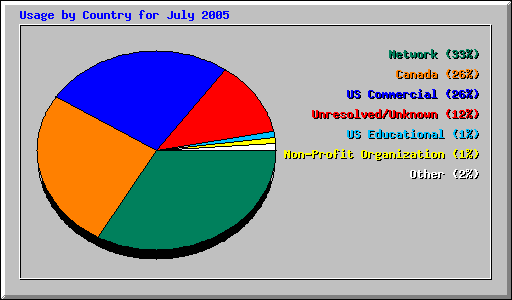 Usage by Country for July 2005
Network (33%)
Canada (26%)
US Commercial (26%)
Unresolved/Unknown (12%)
US Educational (1%)
Non-Profit Organization (1%)
Other (2%)